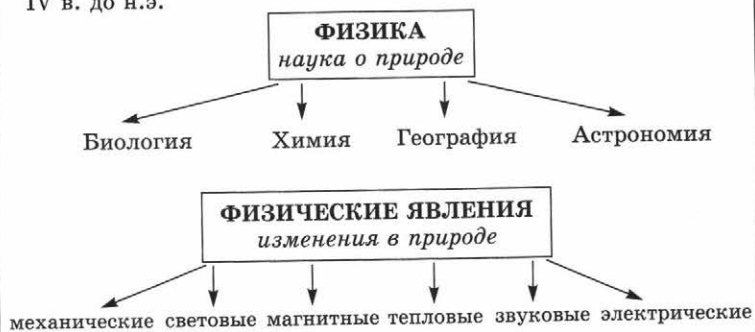 IV в. до н.э.
ФИЗИКА
наука о природе
Биология Химия География Астрономия
ФИЗИЧЕСКИЕ ЯВЛЕНИЯ
изменения в природе
механические световые магнитные тепловые звуковые электрические